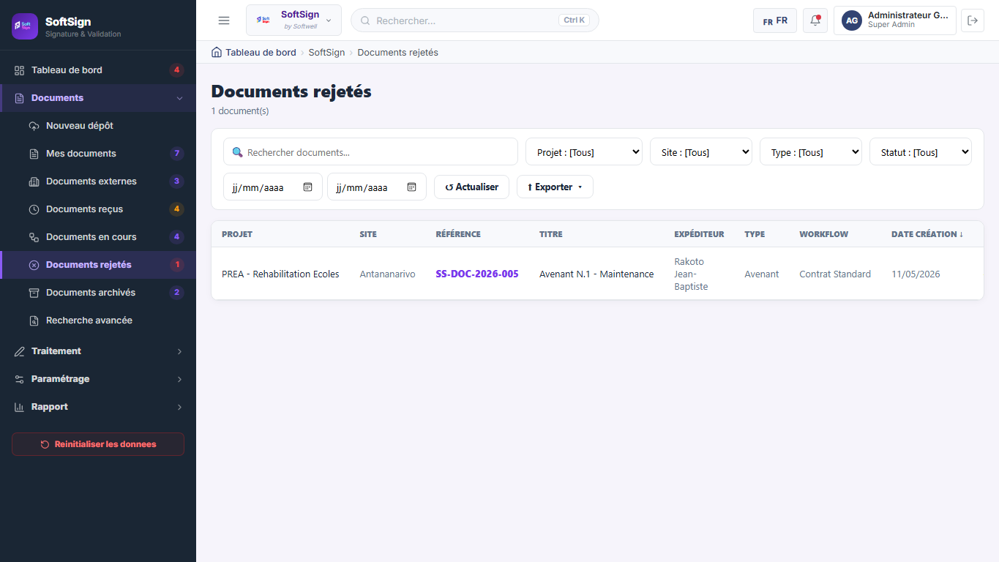 SoftSign
Signature & Validation
Tableau de bord 4
Documents
Nouveau dépôt
Mes documents 7
Documents externes 3
Documents reçus 4
Documents en cours 4
Documents rejetés 1
Documents archivés 2
Recherche avancée
Traitement
Paramétrage
Rapport
Reinitialiser les donnees
Soft Sign
SoftSign
by Softwell
Rechercher... Ctrl K
FR FR
AG
Administrateur G...
Super Admin
Tableau de bord › SoftSign › Documents rejetés
Documents rejetés
1 document(s)
Rechercher documents... Projet : [Tous] Site : [Tous] Type : [Tous] Statut : [Tous]
jj/mm/aaaa jj/mm/aaaa ↺ Actualiser ⬆ Exporter ▾
PROJET SITE RÉFÉRENCE TITRE EXPÉDITEUR TYPE WORKFLOW DATE CRÉATION ↓
PREA - Rehabilitation Ecoles Antananarivo SS-DOC-2026-005 Avenant N.1 - Maintenance Rakoto Jean-Baptiste Avenant Contrat Standard 11/05/2026